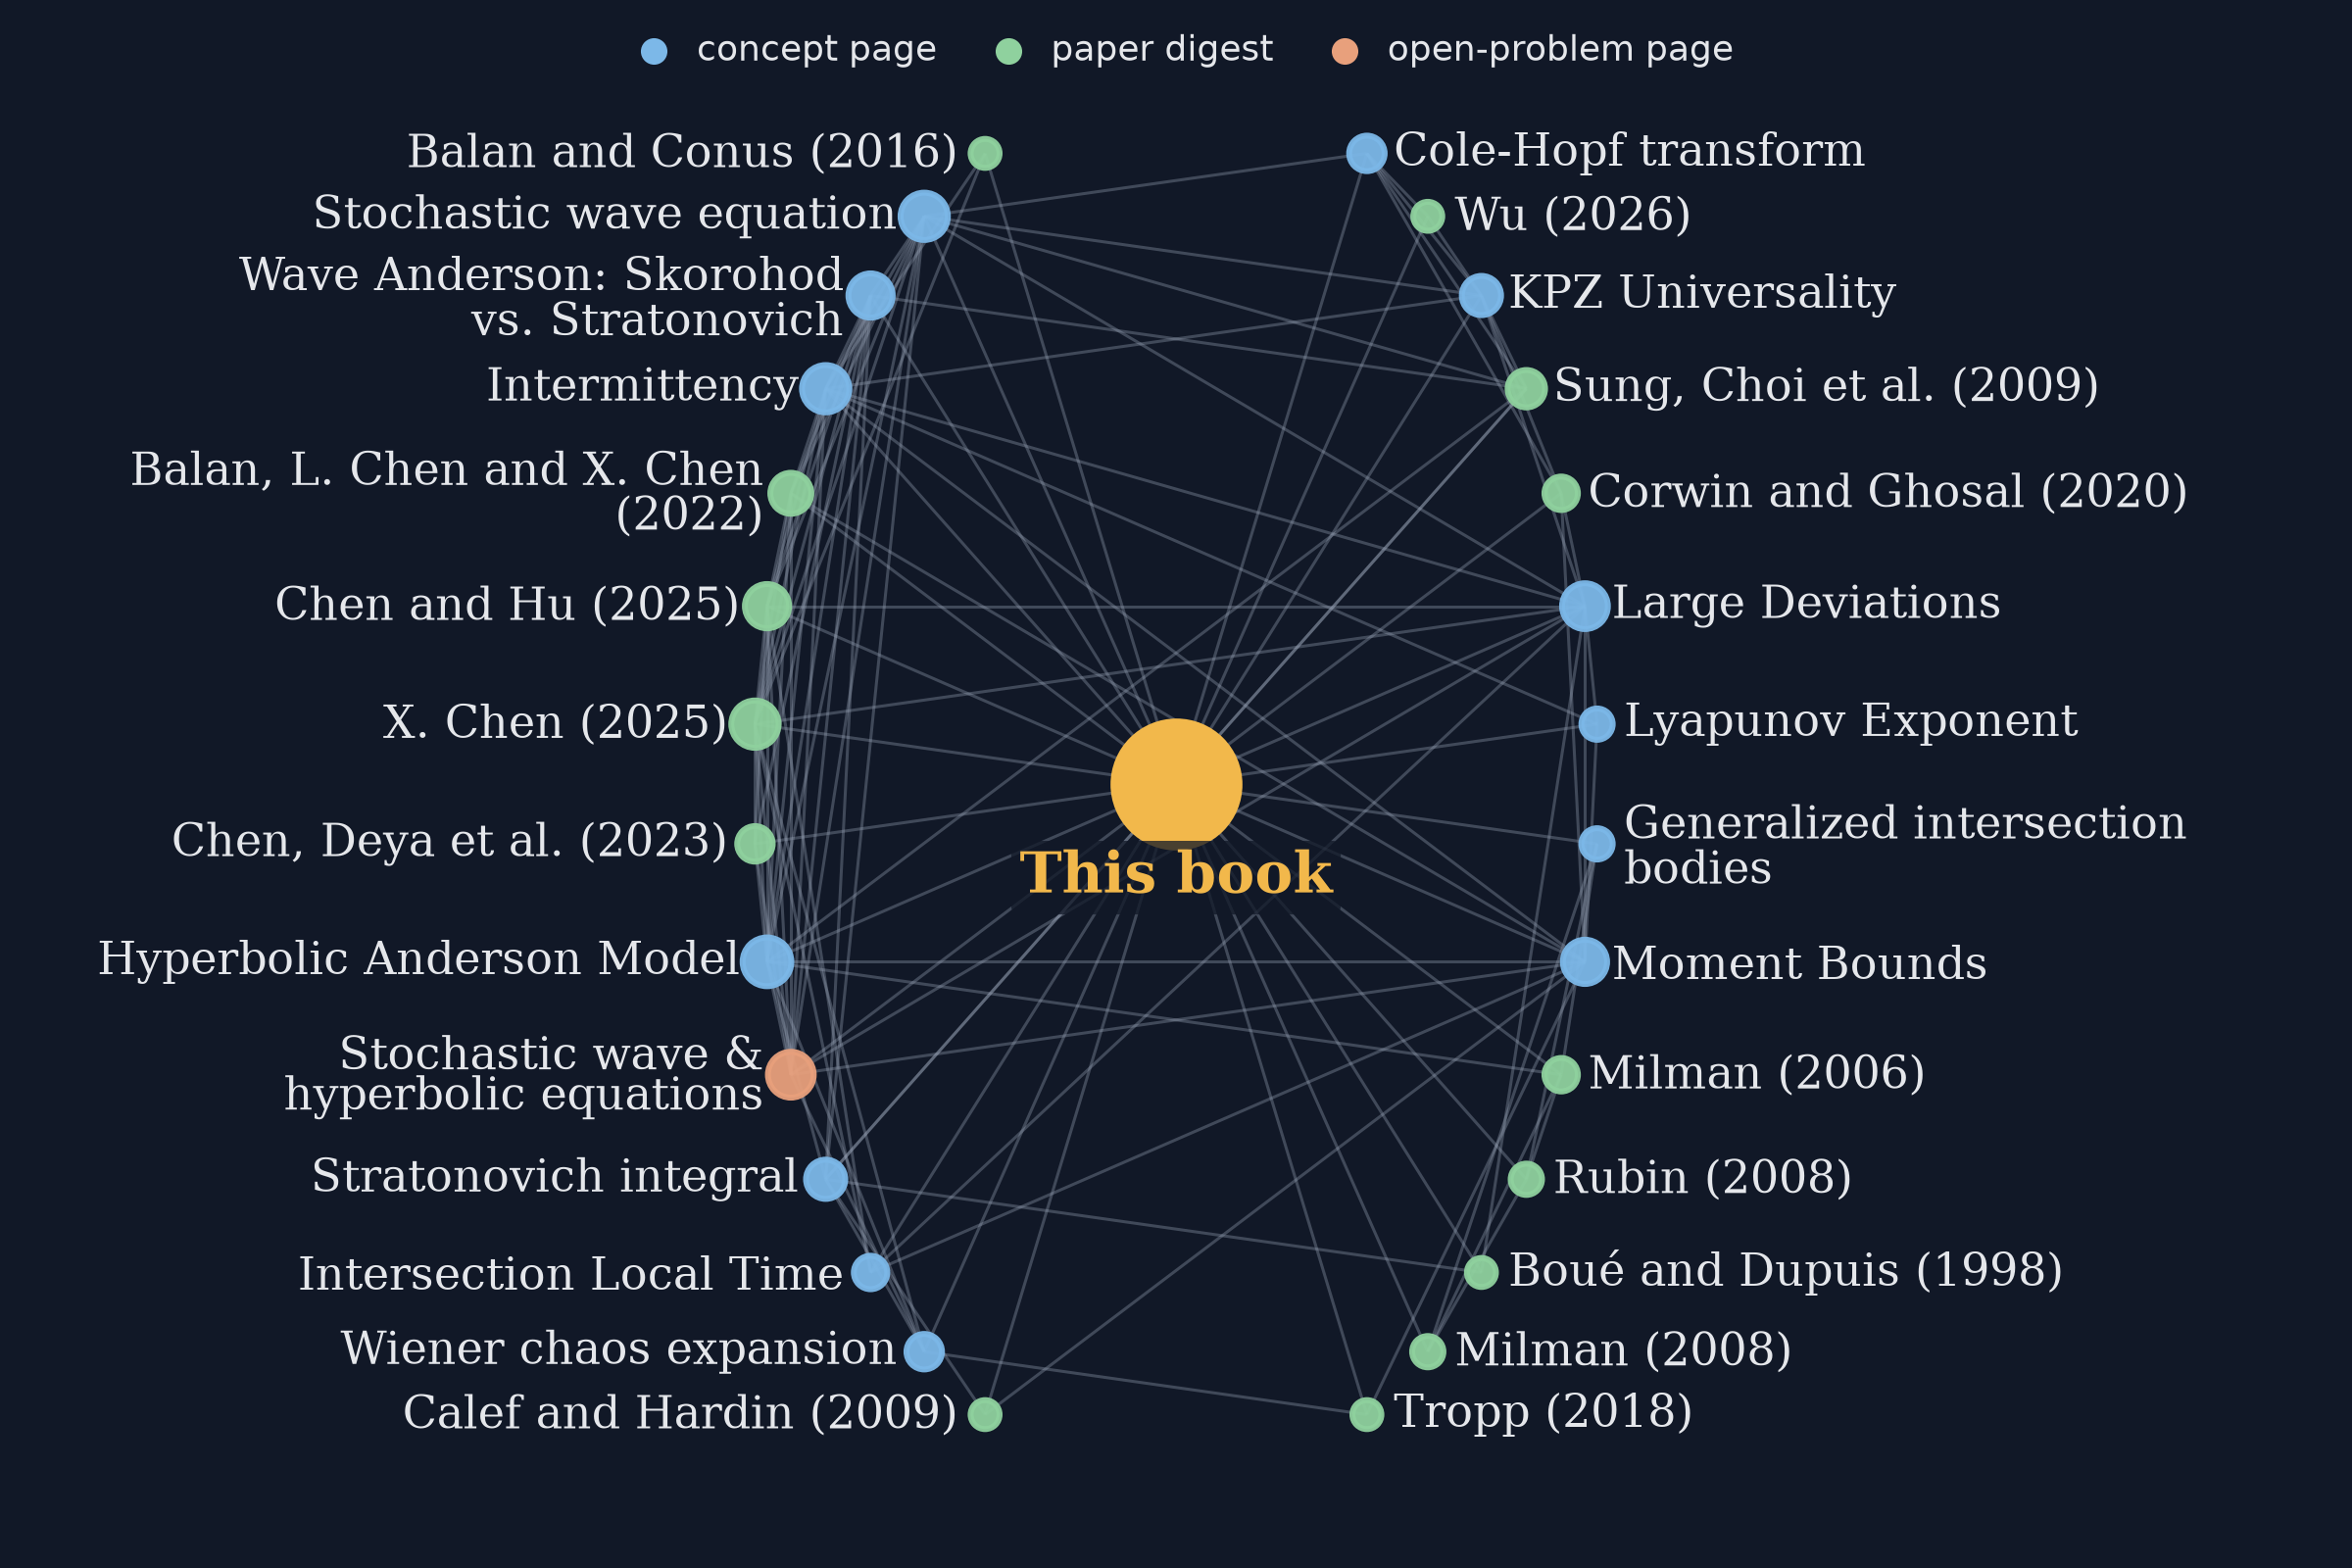 concept page
paper digest
open-problem page
Balan and Conus (2016)
Stochastic wave equation
Wave Anderson: Skorohod
vs. Stratonovich
Intermittency
Balan, L. Chen and X. Chen
(2022)
Chen and Hu (2025)
X. Chen (2025)
Chen, Deya et al. (2023)
Hyperbolic Anderson Model
Stochastic wave &
hyperbolic equations
Stratonovich integral
Intersection Local Time
Wiener chaos expansion
Calef and Hardin (2009)
This book
Cole-Hopf transform
Wu (2026)
KPZ Universality
Sung, Choi et al. (2009)
Corwin and Ghosal (2020)
Large Deviations
Lyapunov Exponent
Generalized intersection
bodies
Moment Bounds
Milman (2006)
Rubin (2008)
Boué and Dupuis (1998)
Milman (2008)
Tropp (2018)